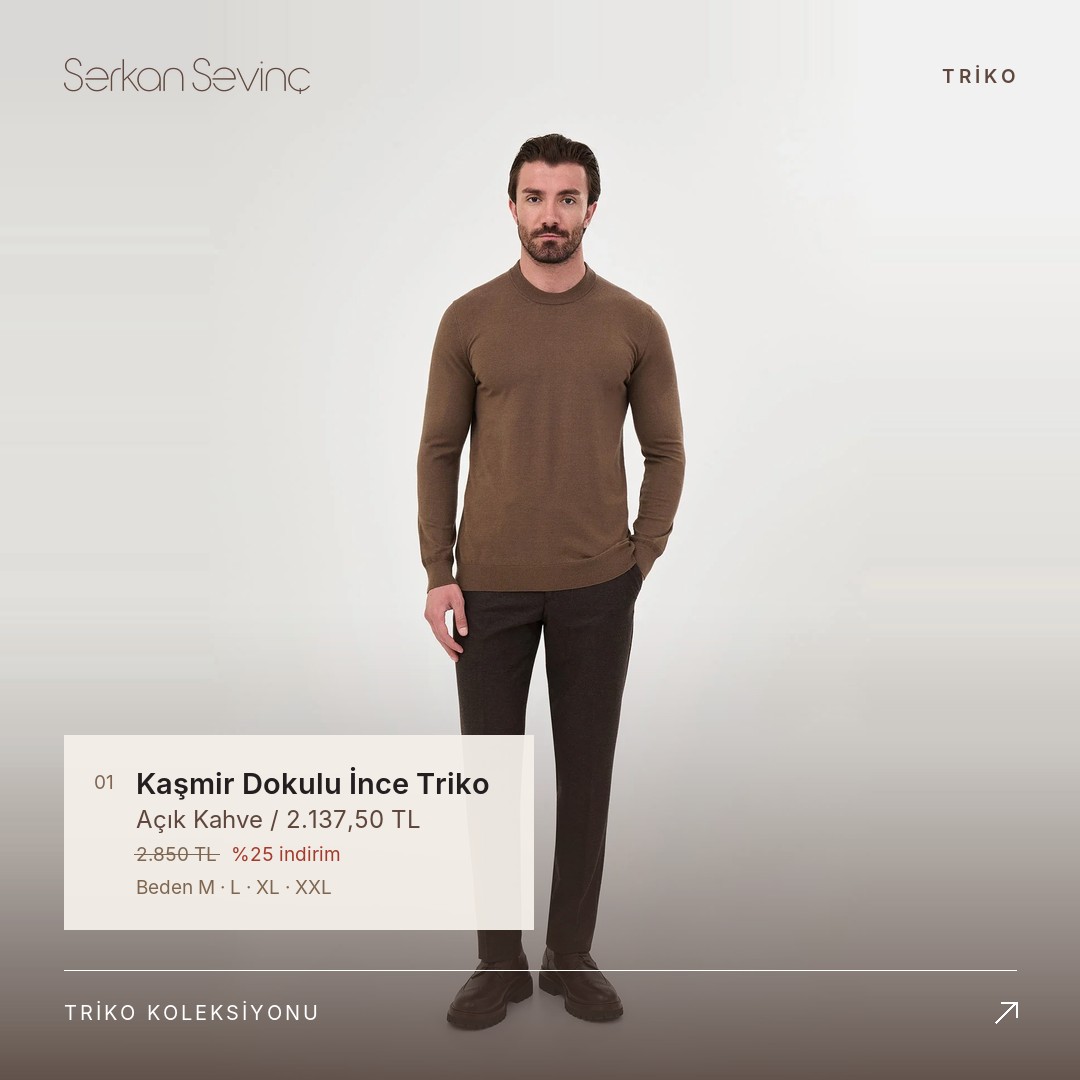 Serkan Sevinç
TRİKO
01
Kaşmir Dokulu İnce Triko
Açık Kahve / 2.137,50 TL
2.850 TL %25 indirim
Beden M · L · XL · XXL
TRİKO KOLEKSİYONU